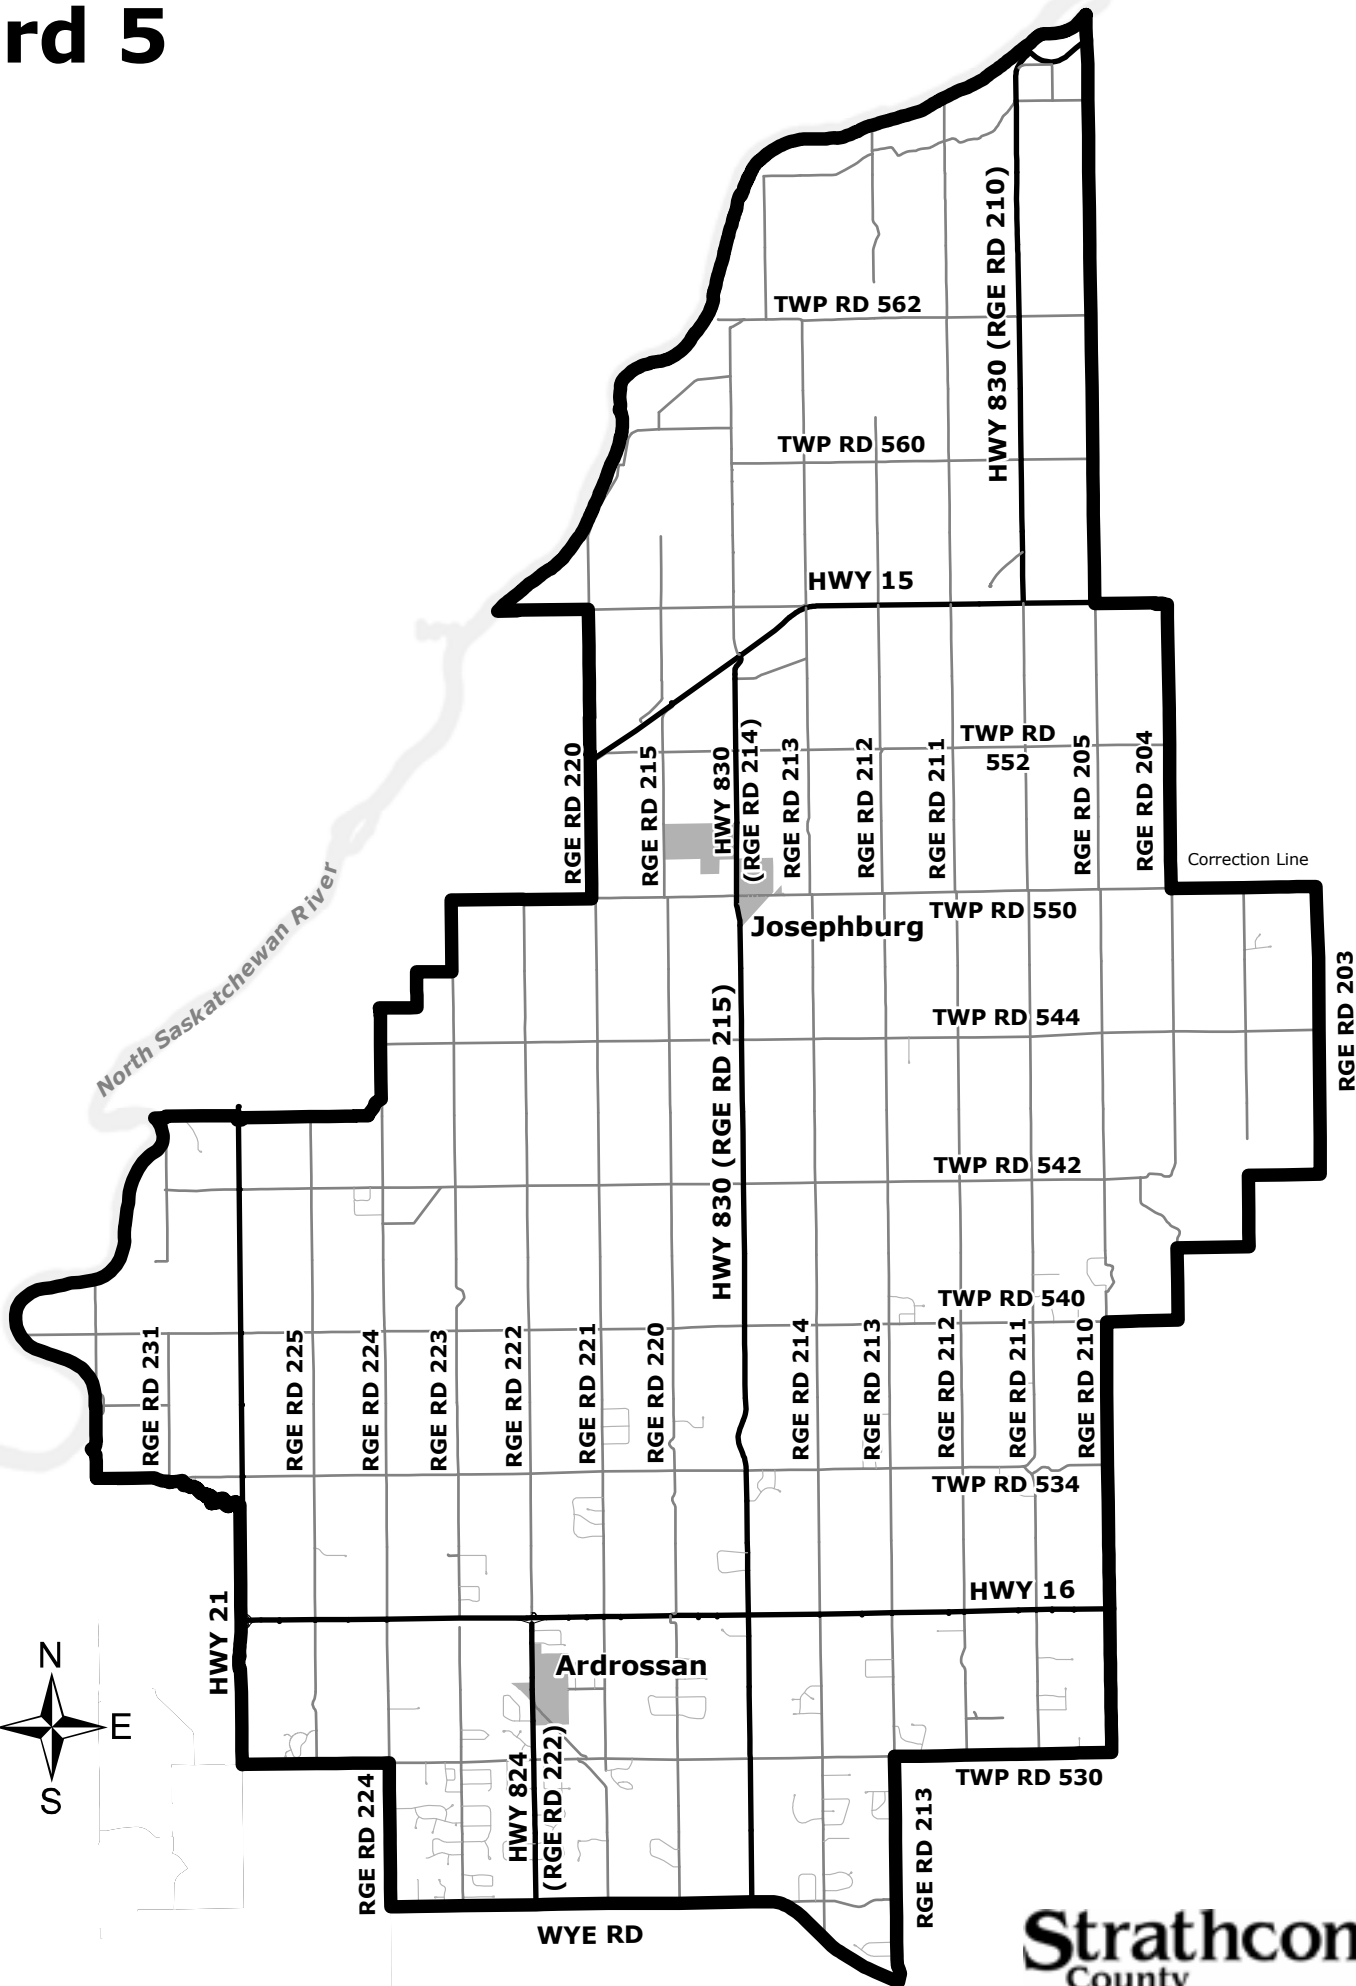 rd 5
HWY 830 (RGE RD 210)
TWP RD 562
TWP RD 560
HWY 15
RGE RD 220
RGE RD 215
HWY 830
(RGE RD 214)
RGE RD 213
RGE RD 212
RGE RD 211
TWP RD
552
RGE RD 205
RGE RD 204
Correction Line
North Saskatchewan River
Josephburg
TWP RD 550
RGE RD 203
HWY 830 (RGE RD 215)
TWP RD 544
TWP RD 542
TWP RD 540
RGE RD 231
RGE RD 225
RGE RD 224
RGE RD 223
RGE RD 222
RGE RD 221
RGE RD 220
RGE RD 214
RGE RD 213
RGE RD 212
RGE RD 211
RGE RD 210
TWP RD 534
HWY 16
HWY 21
Ardrossan
N
E
S
RGE RD 224
HWY 824
(RGE RD 222)
TWP RD 530
RGE RD 213
WYE RD
Strathcon
County